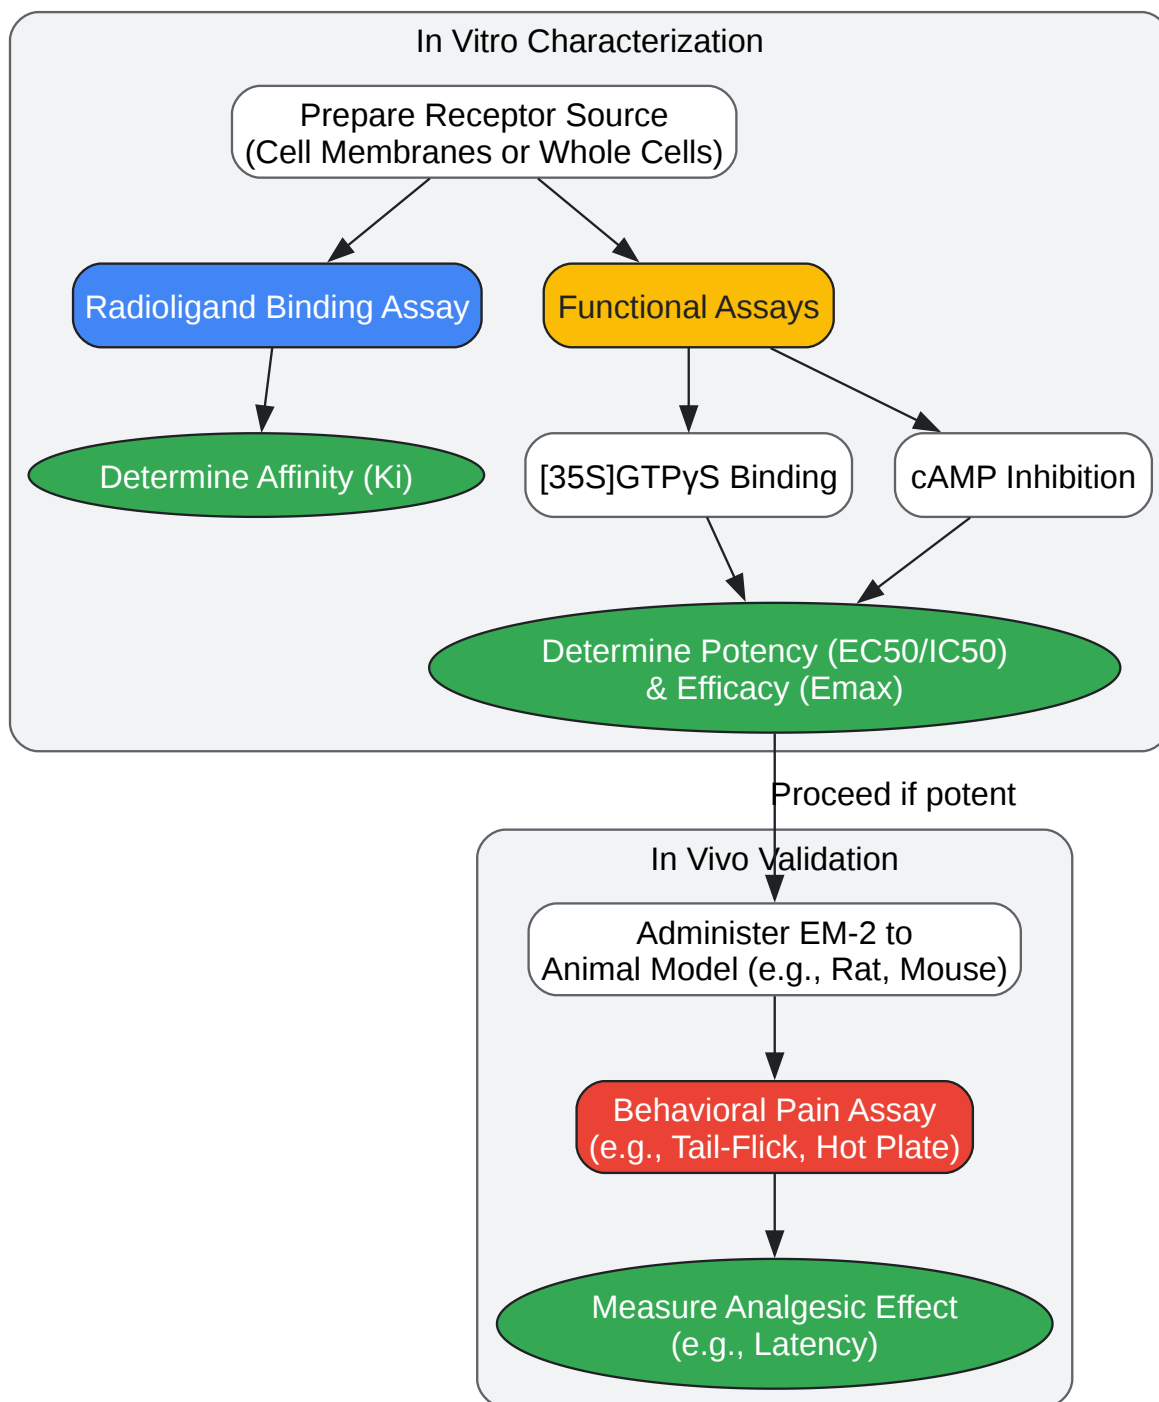 In Vitro Characterization
Prepare Receptor Source
(Cell Membranes or Whole Cells)
Radioligand Binding Assay
Functional Assays
Determine Affinity (Ki)
[35S]GTPγS Binding
cAMP Inhibition
Determine Potency (EC50/IC50)
& Efficacy (Emax)
Proceed if potent
In Vivo Validation
Administer EM-2 to
Animal Model (e.g., Rat, Mouse)
Behavioral Pain Assay
(e.g., Tail-Flick, Hot Plate)
Measure Analgesic Effect
(e.g., Latency)